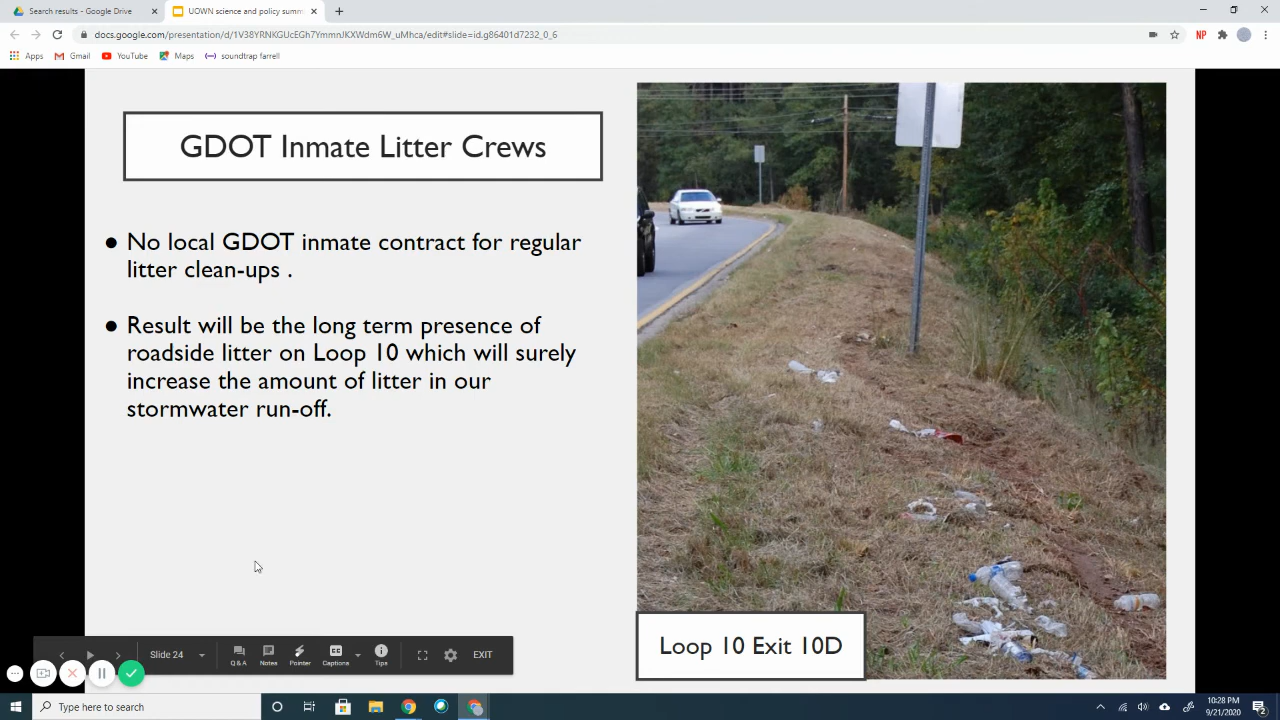 Search results - Google Drive
UOWN science and policy summ
docs.google.com/presentation/d/1V38YRNKGUcEGh7YmmnJKXWdm6W_uMhca/edit#slide=id.g86401d7232_0_6
NP
Apps
Gmail
YouTube
Maps
soundtrap farrell
GDOT Inmate Litter Crews
● No local GDOT inmate contract for regular
litter clean-ups .
● Result will be the long term presence of
roadside litter on Loop 10 which will surely
increase the amount of litter in our
stormwater run-off.
Loop 10 Exit 10D
Slide 24
Q & A
Notes
Pointer
Captions
Tips
EXIT
Type here to search
10:28 PM
9/21/2020
2